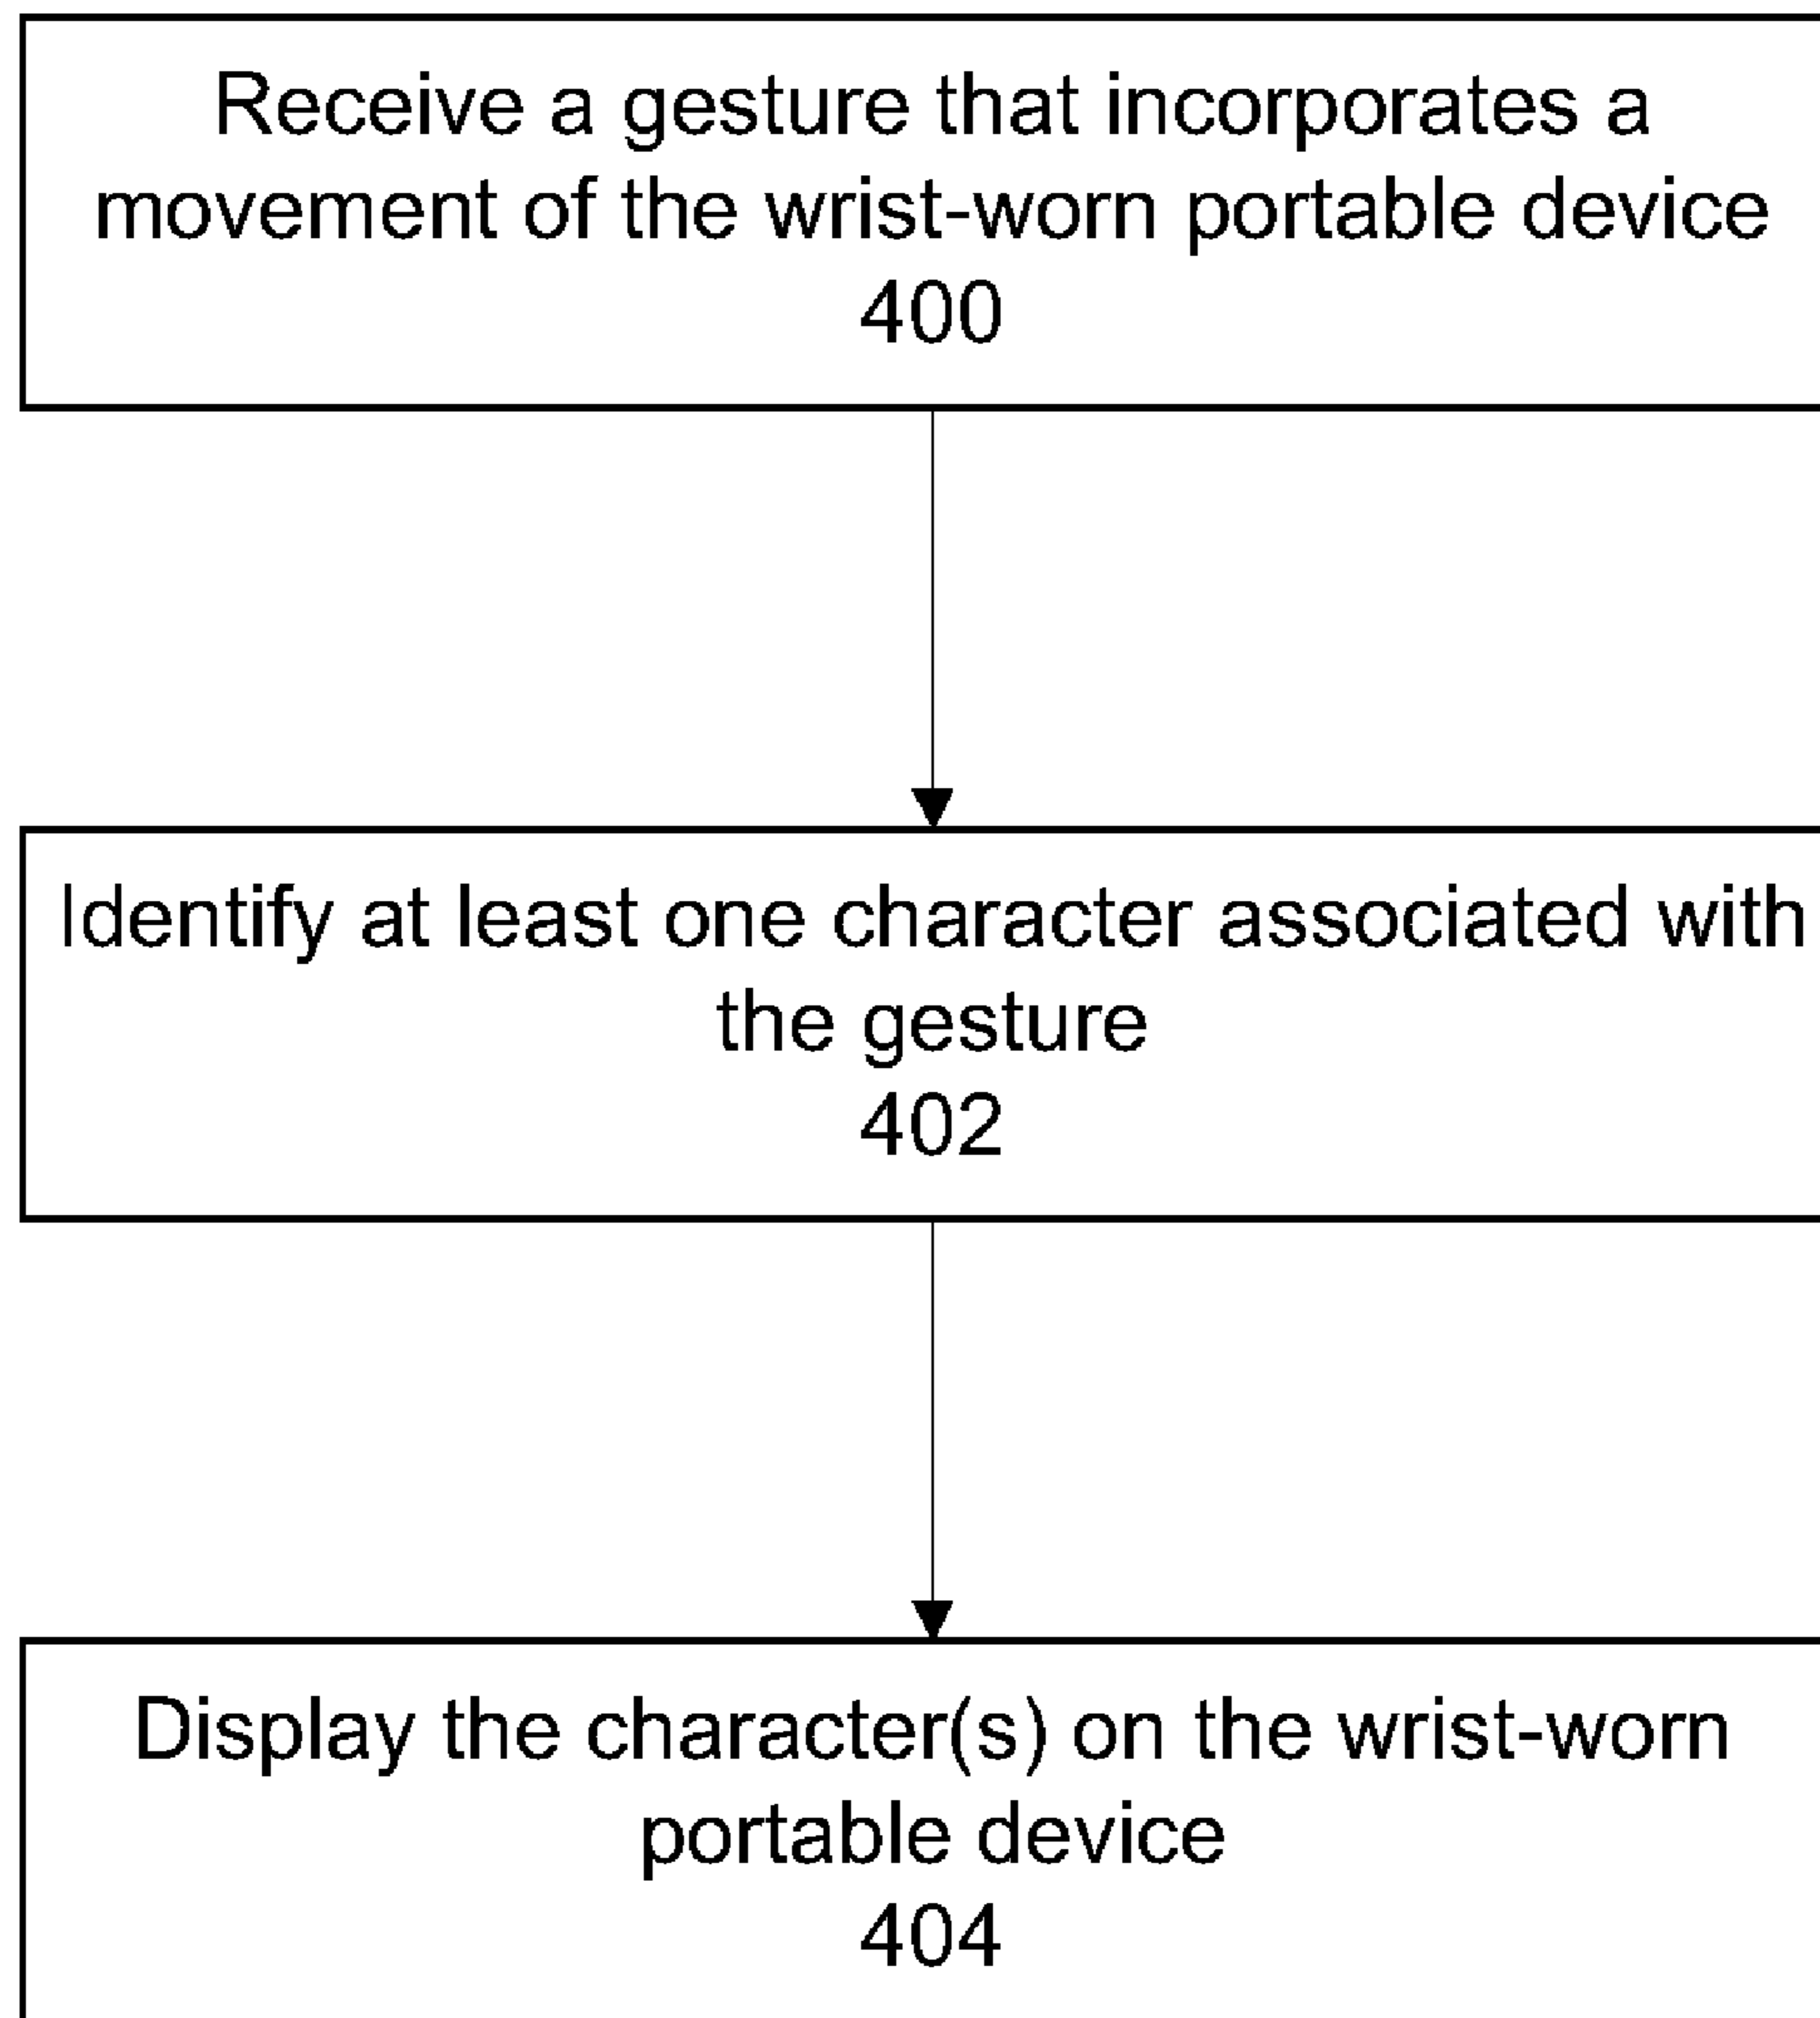 Receive a gesture that incorporates a
movement of the wrist-worn portable device
400
Identify at least one character associated with
the gesture
402
Display the character(s) on the wrist-worn
portable device
404